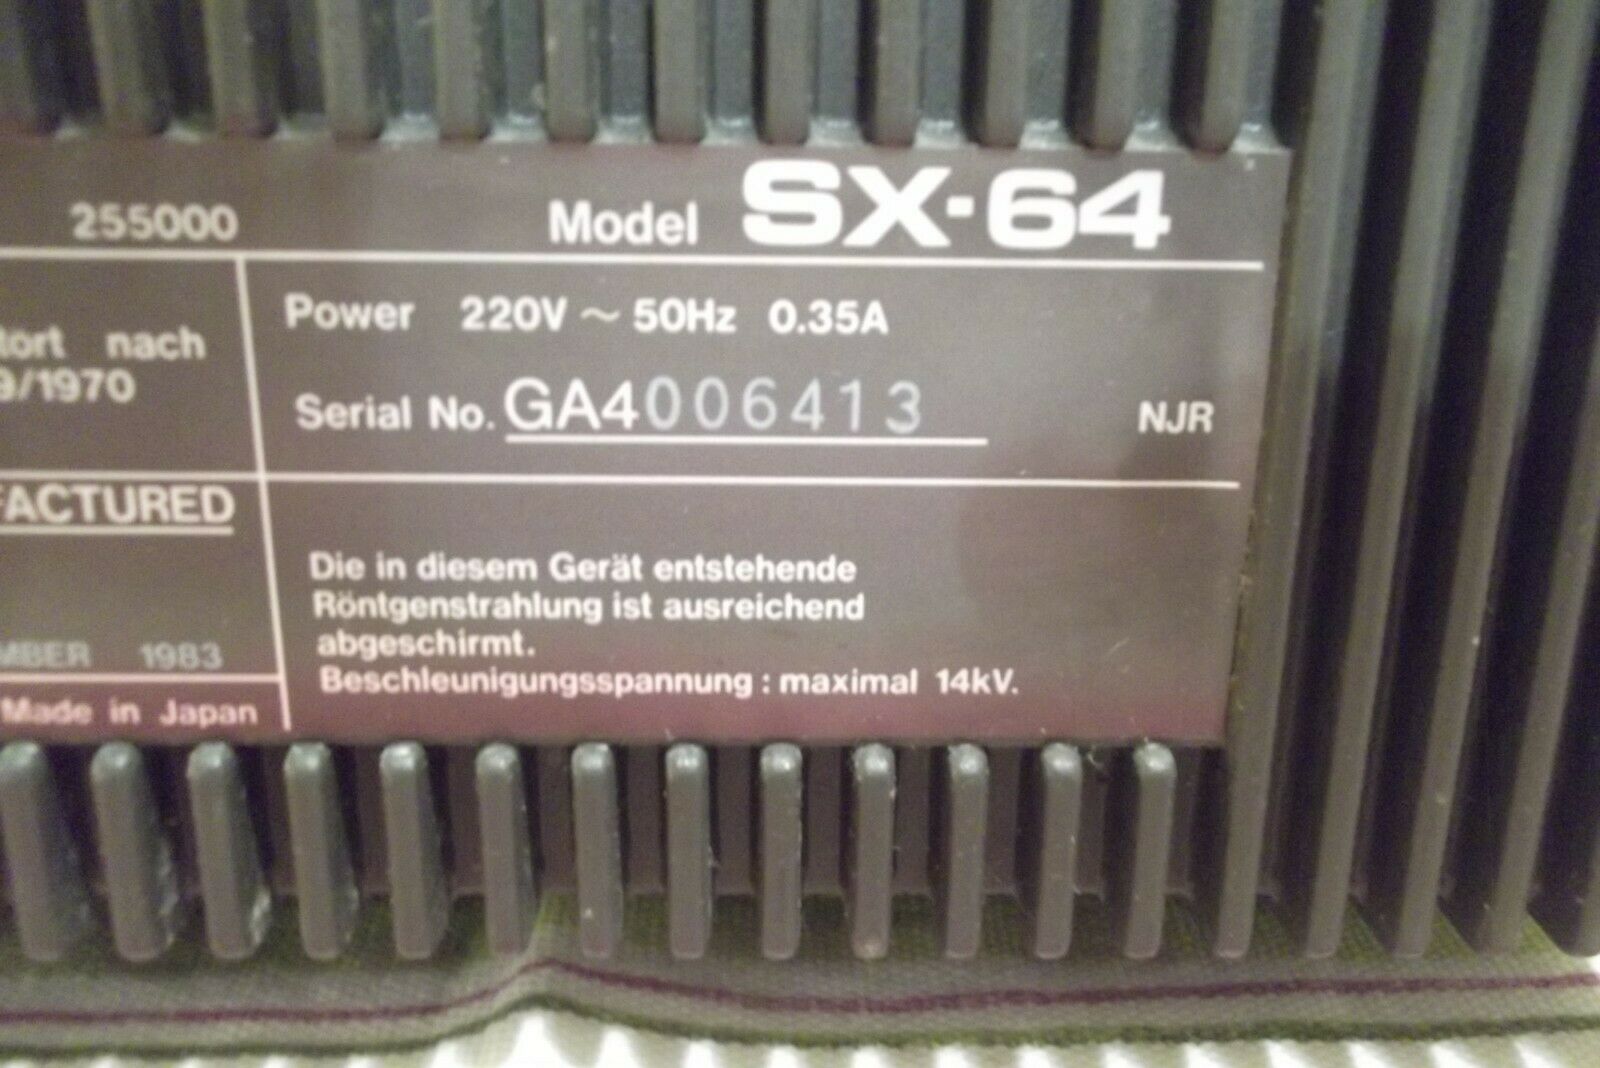 255000 Model SX-64
Power 220V ~ 50Hz 0.35A
tort nach
9/1970
Serial No. GA4006413 NJR
FACTURED
MBER 1983
Made in Japan
Die in diesem Gerät entstehende
Röntgenstrahlung ist ausreichend
abgeschirmt.
Beschleunigungsspannung : maximal 14kV.